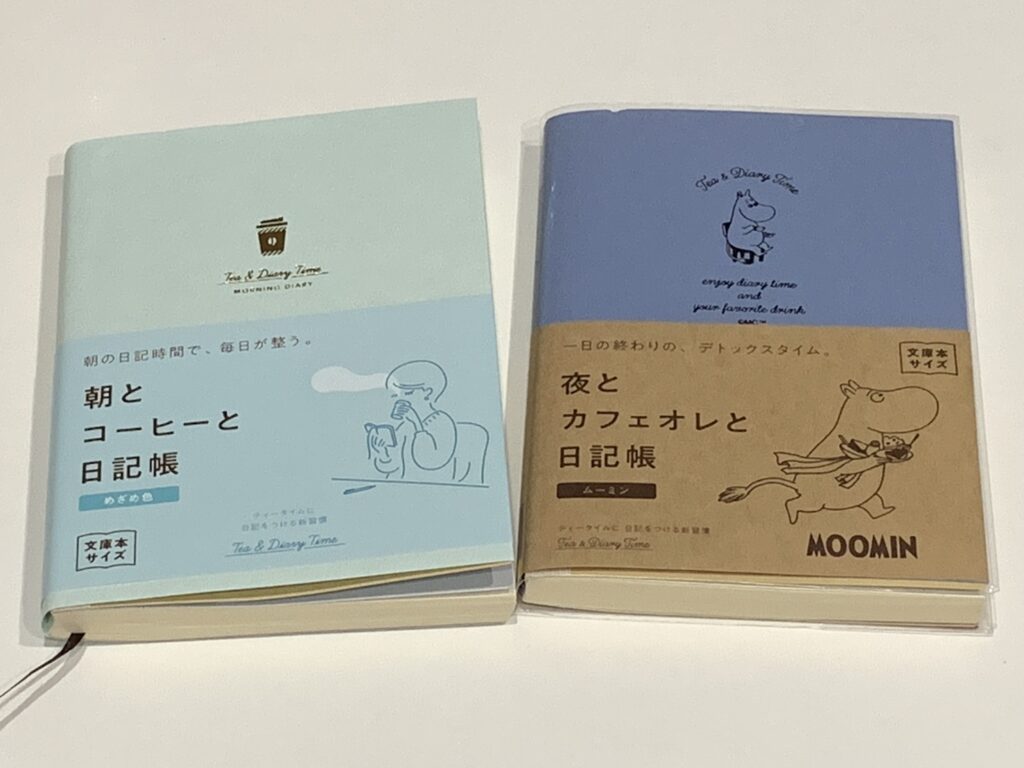 Tea & Diary Time
MORNING DIARY
朝の日記時間で、毎日が整う。
朝と
コーヒーと
日記帳
めざめ色
文庫本
サイズ
ティータイムに
日記をつける新習慣
Tea & Diary Time
Tea & Diary Time
enjoy diary time
and
your favorite drink
一日の終わりの、デトックスタイム。
文庫本
サイズ
夜と
カフェオレと
日記帳
ムーミン
ティータイムに 日記をつける新習慣
Tea & Diary Time
MOOMIN